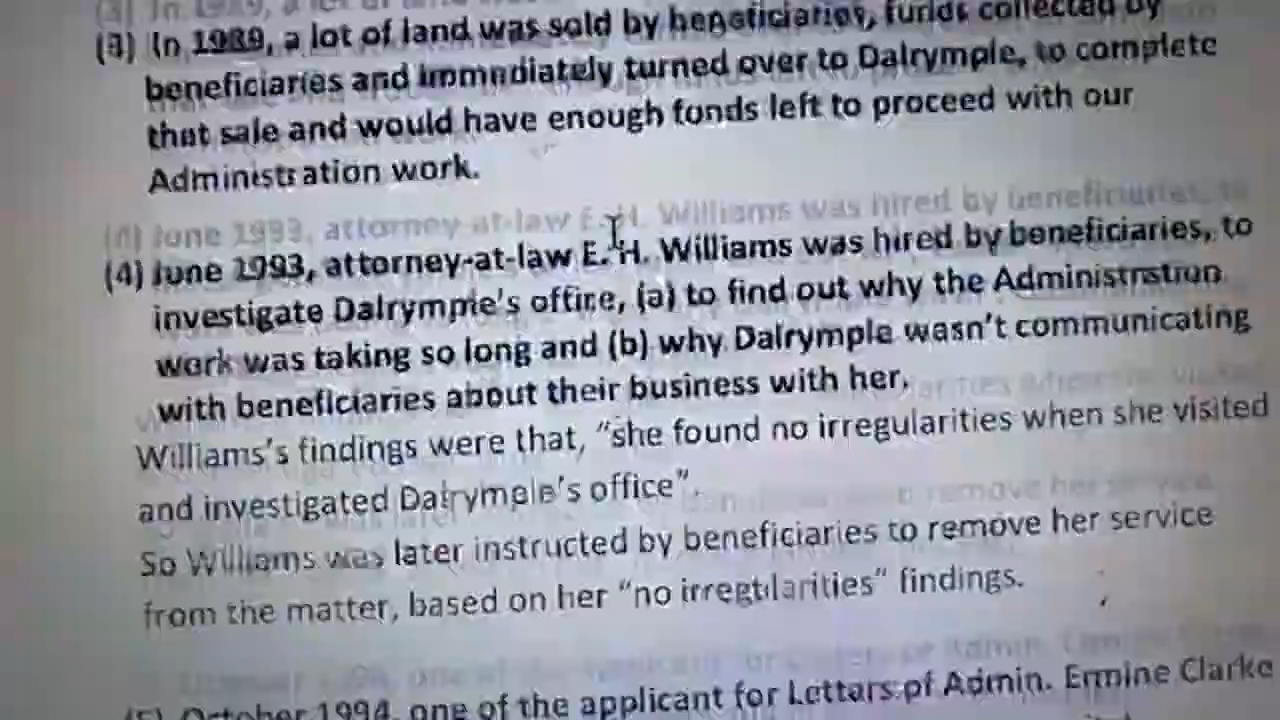 (3) In 1989, a lot of land was sold by beneficiaries, funds collected by
beneficiaries and immediately turned over to Dalrymple, to complete
that sale and would have enough funds left to proceed with our
Administration work.
(4) June 1993, attorney-at-law E. H. Williams was hired by beneficiaries, to
investigate Dalrymple's office, (a) to find out why the Administration
work was taking so long and (b) why Dalrymple wasn't communicating
with beneficiaries about their business with her.
Williams's findings were that, "she found no irregularities when she visited
and investigated Dalrymple's office".
So Williams was later instructed by beneficiaries to remove her service
from the matter, based on her "no irregularities" findings.
(5) October 1994, one of the applicant for Letters of Admin. Ermine Clarke